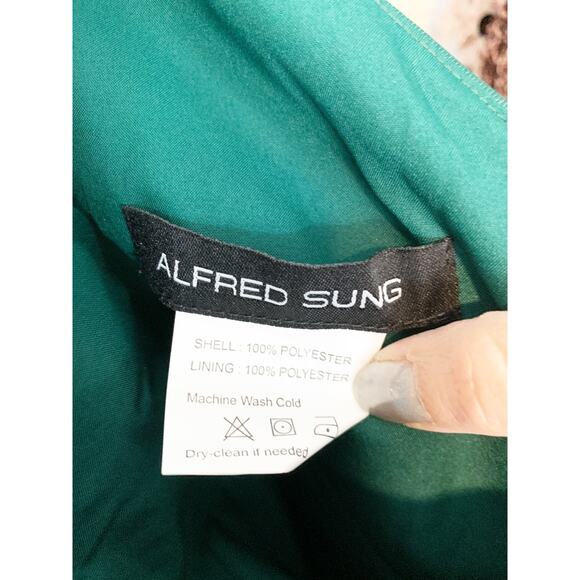 ALFRED SUNG
SHELL : 100% POLYESTER
LINING : 100% POLYESTER
Machine Wash Cold
Dry-clean if needed